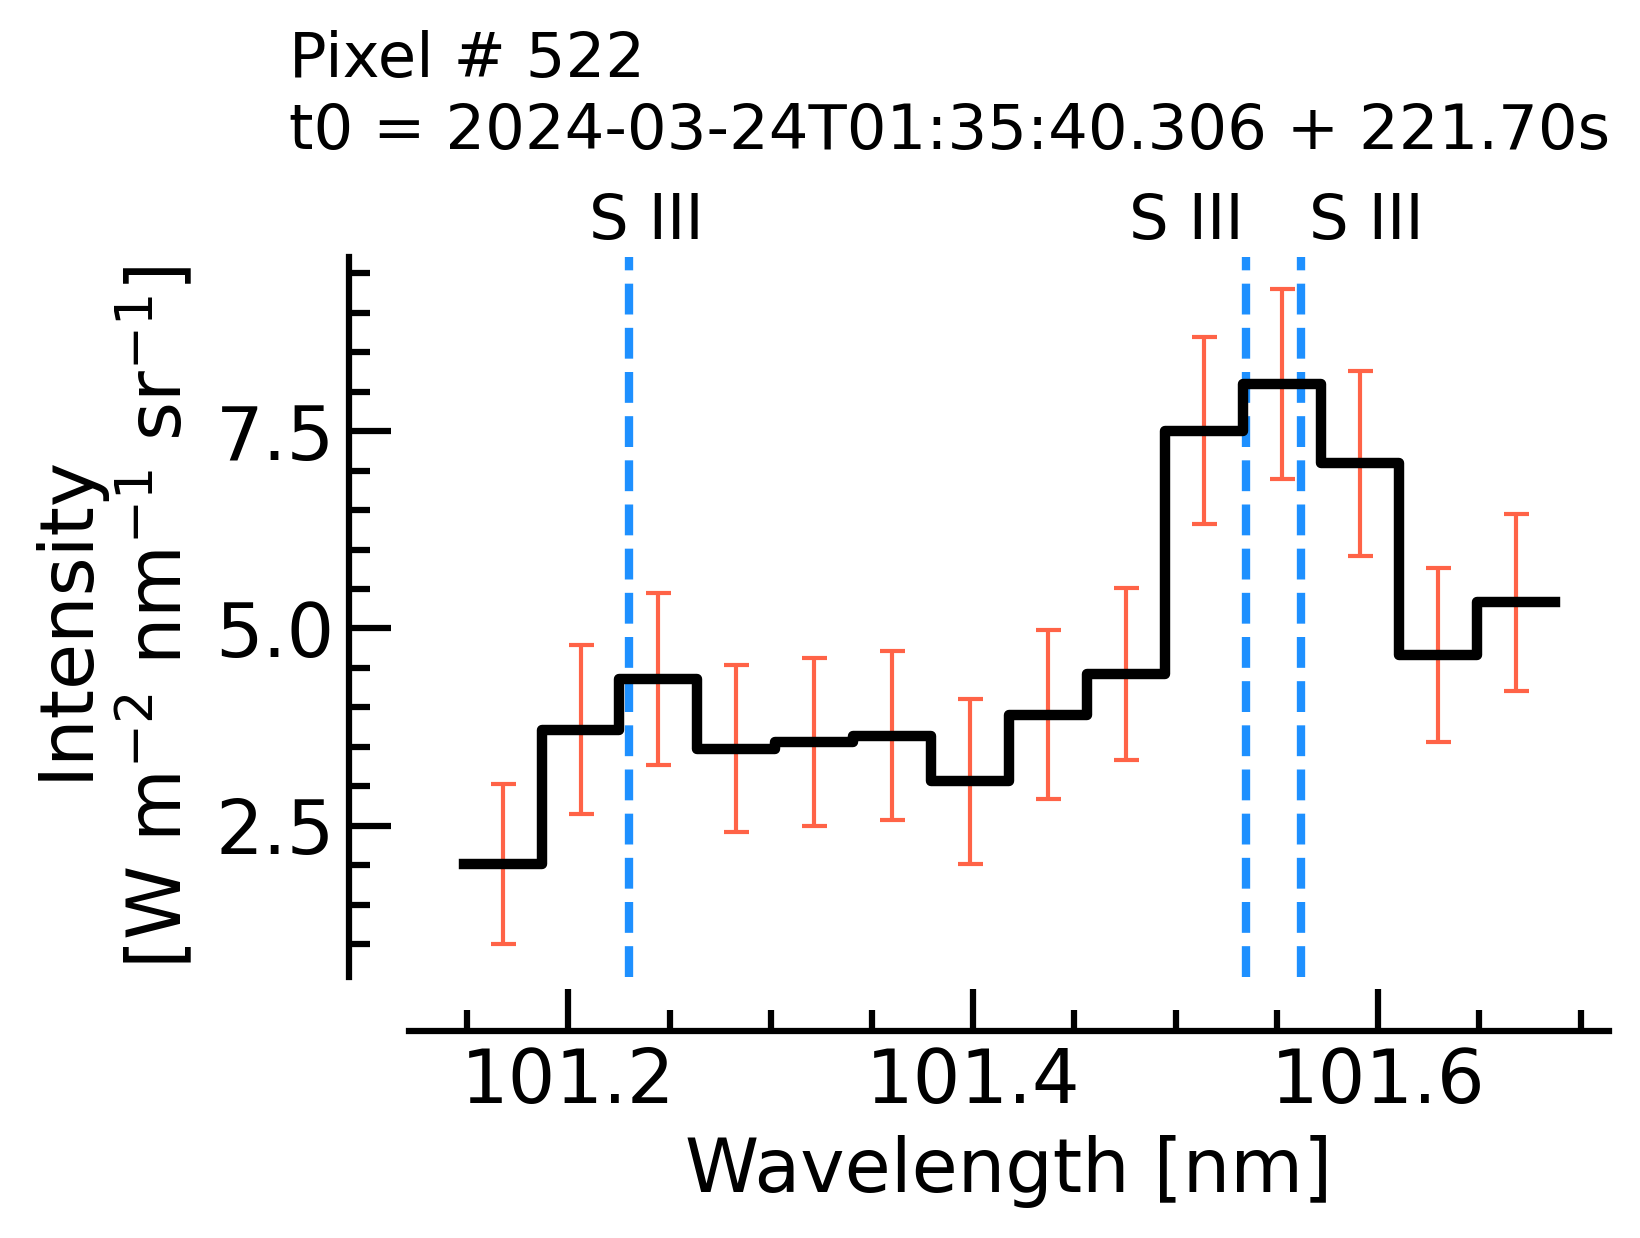 Pixel # 522
t0 = 2024-03-24T01:35:40.306 + 221.70s
S III S III S III
Intensity
[W m⁻² nm⁻¹ sr⁻¹]
7.5
5.0
2.5
101.2 101.4 101.6
Wavelength [nm]